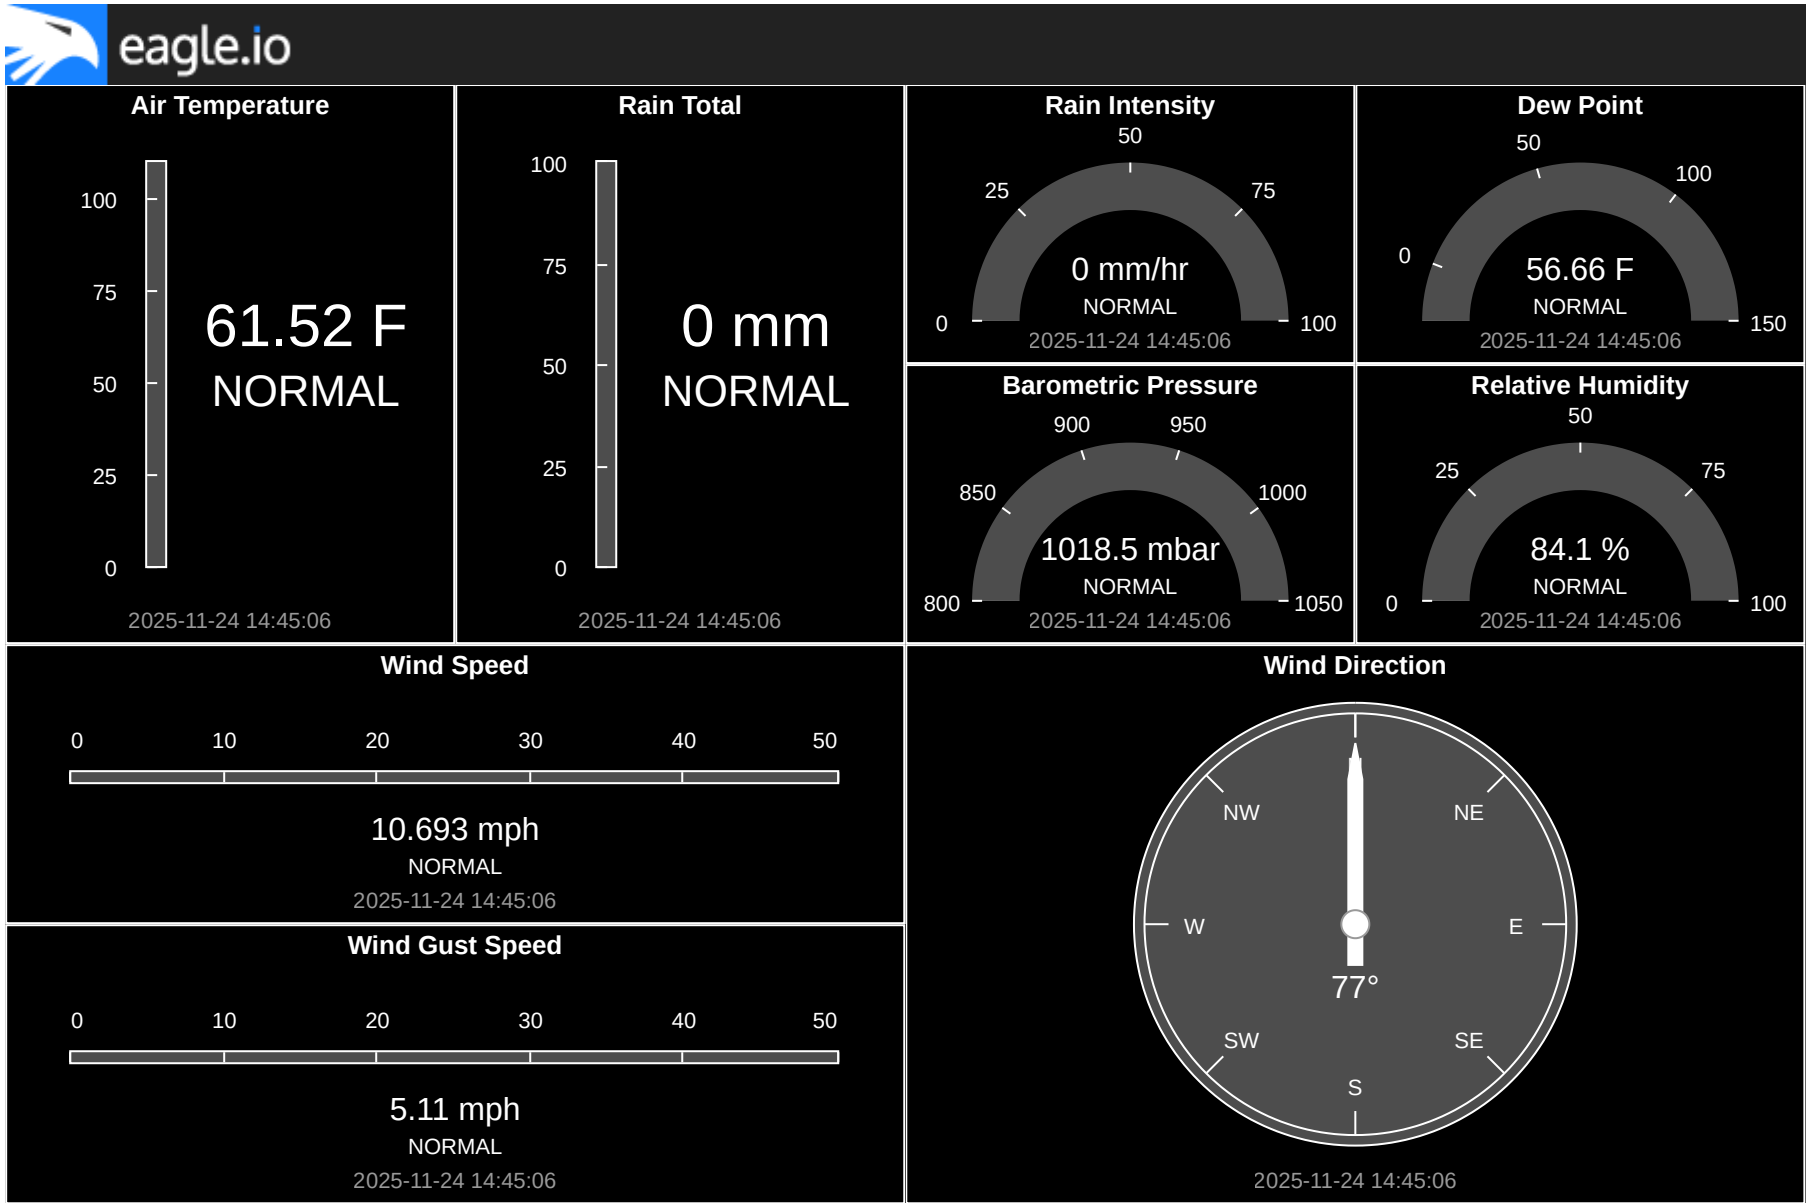 eagle.io
Air Temperature
100
75
50
25
0
61.52 F
NORMAL
2025-11-24 14:45:06
Rain Total
100
75
50
25
0
0 mm
NORMAL
2025-11-24 14:45:06
Rain Intensity
50
25
75
0
100
0 mm/hr
NORMAL
2025-11-24 14:45:06
Dew Point
50
100
0
150
56.66 F
NORMAL
2025-11-24 14:45:06
Barometric Pressure
900
950
850
1000
800
1050
1018.5 mbar
NORMAL
2025-11-24 14:45:06
Relative Humidity
50
25
75
0
100
84.1 %
NORMAL
2025-11-24 14:45:06
Wind Speed
0 10 20 30 40 50
10.693 mph
NORMAL
2025-11-24 14:45:06
Wind Gust Speed
0 10 20 30 40 50
5.11 mph
NORMAL
2025-11-24 14:45:06
Wind Direction
NW NE
W E
77°
SW SE
S
2025-11-24 14:45:06